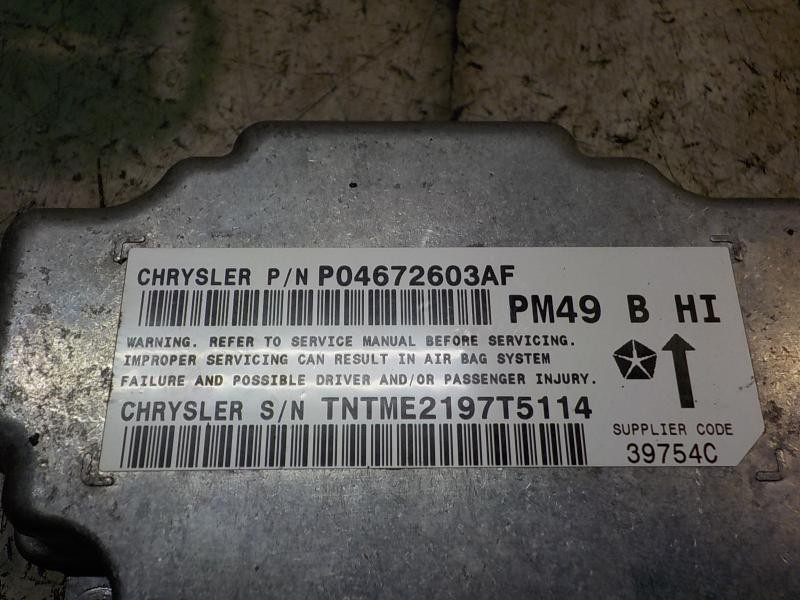 CHRYSLER P/N P04672603AF
PM49 B HI
WARNING. REFER TO SERVICE MANUAL BEFORE SERVICING.
IMPROPER SERVICING CAN RESULT IN AIR BAG SYSTEM
FAILURE AND POSSIBLE DRIVER AND/OR PASSENGER INJURY.
CHRYSLER S/N TNTME2197T5114
SUPPLIER CODE
39754C